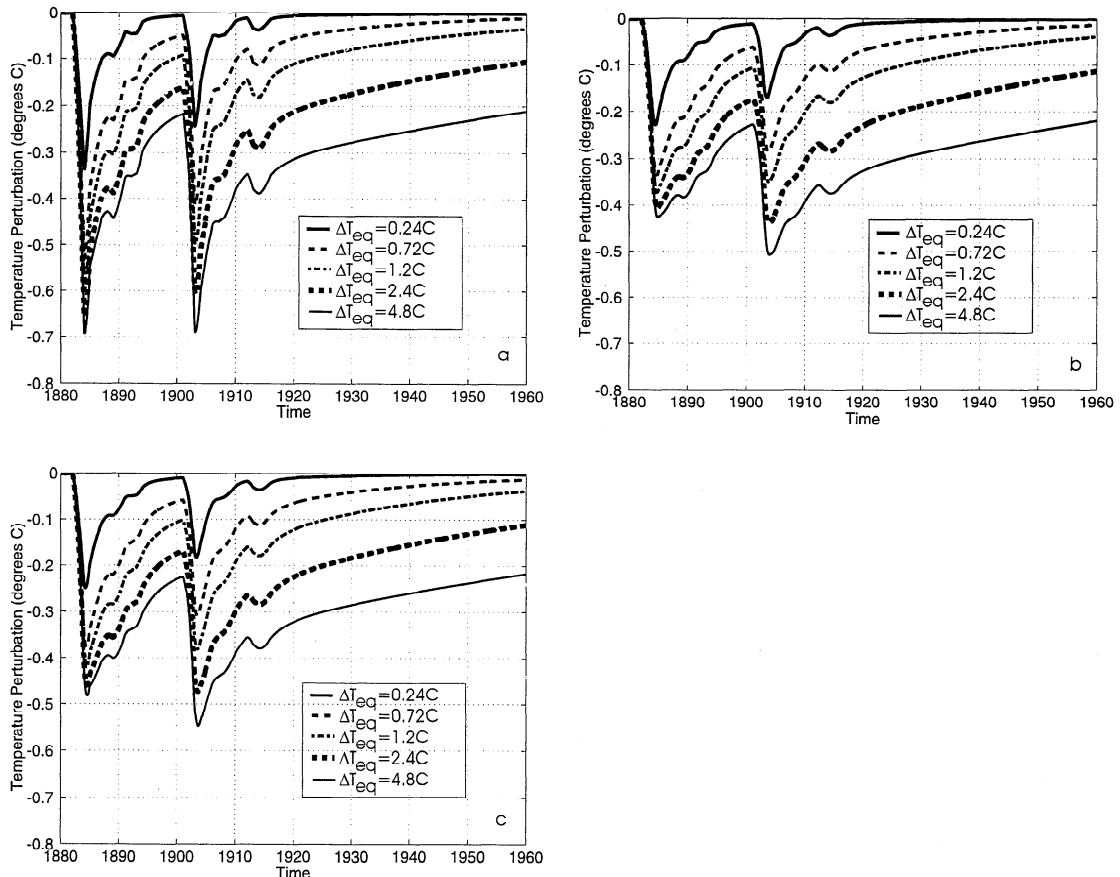 Temperature Perturbation (degrees C)
0
-0.1
-0.2
-0.3
-0.4
-0.5
-0.6
-0.7
-0.8
ΔTeq=0.24C
ΔTeq=0.72C
ΔTeq=1.2C
ΔTeq=2.4C
ΔTeq=4.8C
a
1880 1890 1900 1910 1920 1930 1940 1950 1960
Time
Temperature Perturbation (degrees C)
0
-0.1
-0.2
-0.3
-0.4
-0.5
-0.6
-0.7
-0.8
ΔTeq=0.24C
ΔTeq=0.72C
ΔTeq=1.2C
ΔTeq=2.4C
ΔTeq=4.8C
b
1880 1890 1900 1910 1920 1930 1940 1950 1960
Time
Temperature Perturbation (degrees C)
0
-0.1
-0.2
-0.3
-0.4
-0.5
-0.6
-0.7
-0.8
ΔTeq=0.24C
ΔTeq=0.72C
ΔTeq=1.2C
ΛTeq=2.4C
ΔTeq=4.8C
c
1880 1890 1900 1910 1920 1930 1940 1950 1960
Time